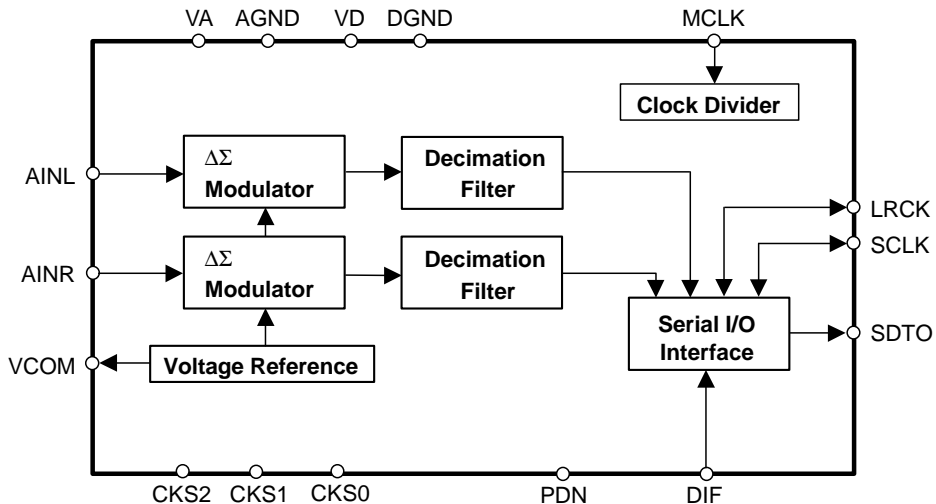 VA AGND VD DGND MCLK
Clock Divider
AINL
ΔΣ
Modulator
Decimation
Filter
LRCK
SCLK
AINR
ΔΣ
Modulator
Decimation
Filter
Serial I/O
Interface
SDTO
VCOM
Voltage Reference
CKS2 CKS1 CKS0 PDN DIF